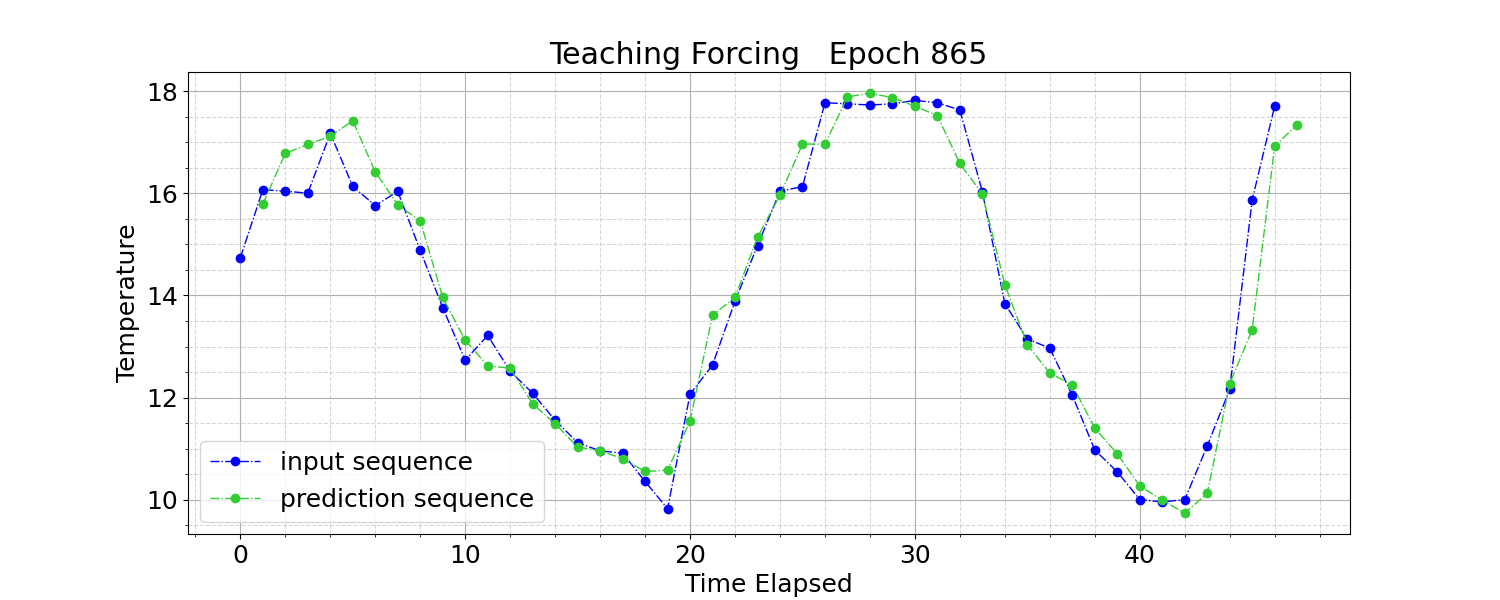 Teaching Forcing   Epoch 865
18
16
14
12
10
Temperature
input sequence
prediction sequence
0 10 20 30 40
Time Elapsed